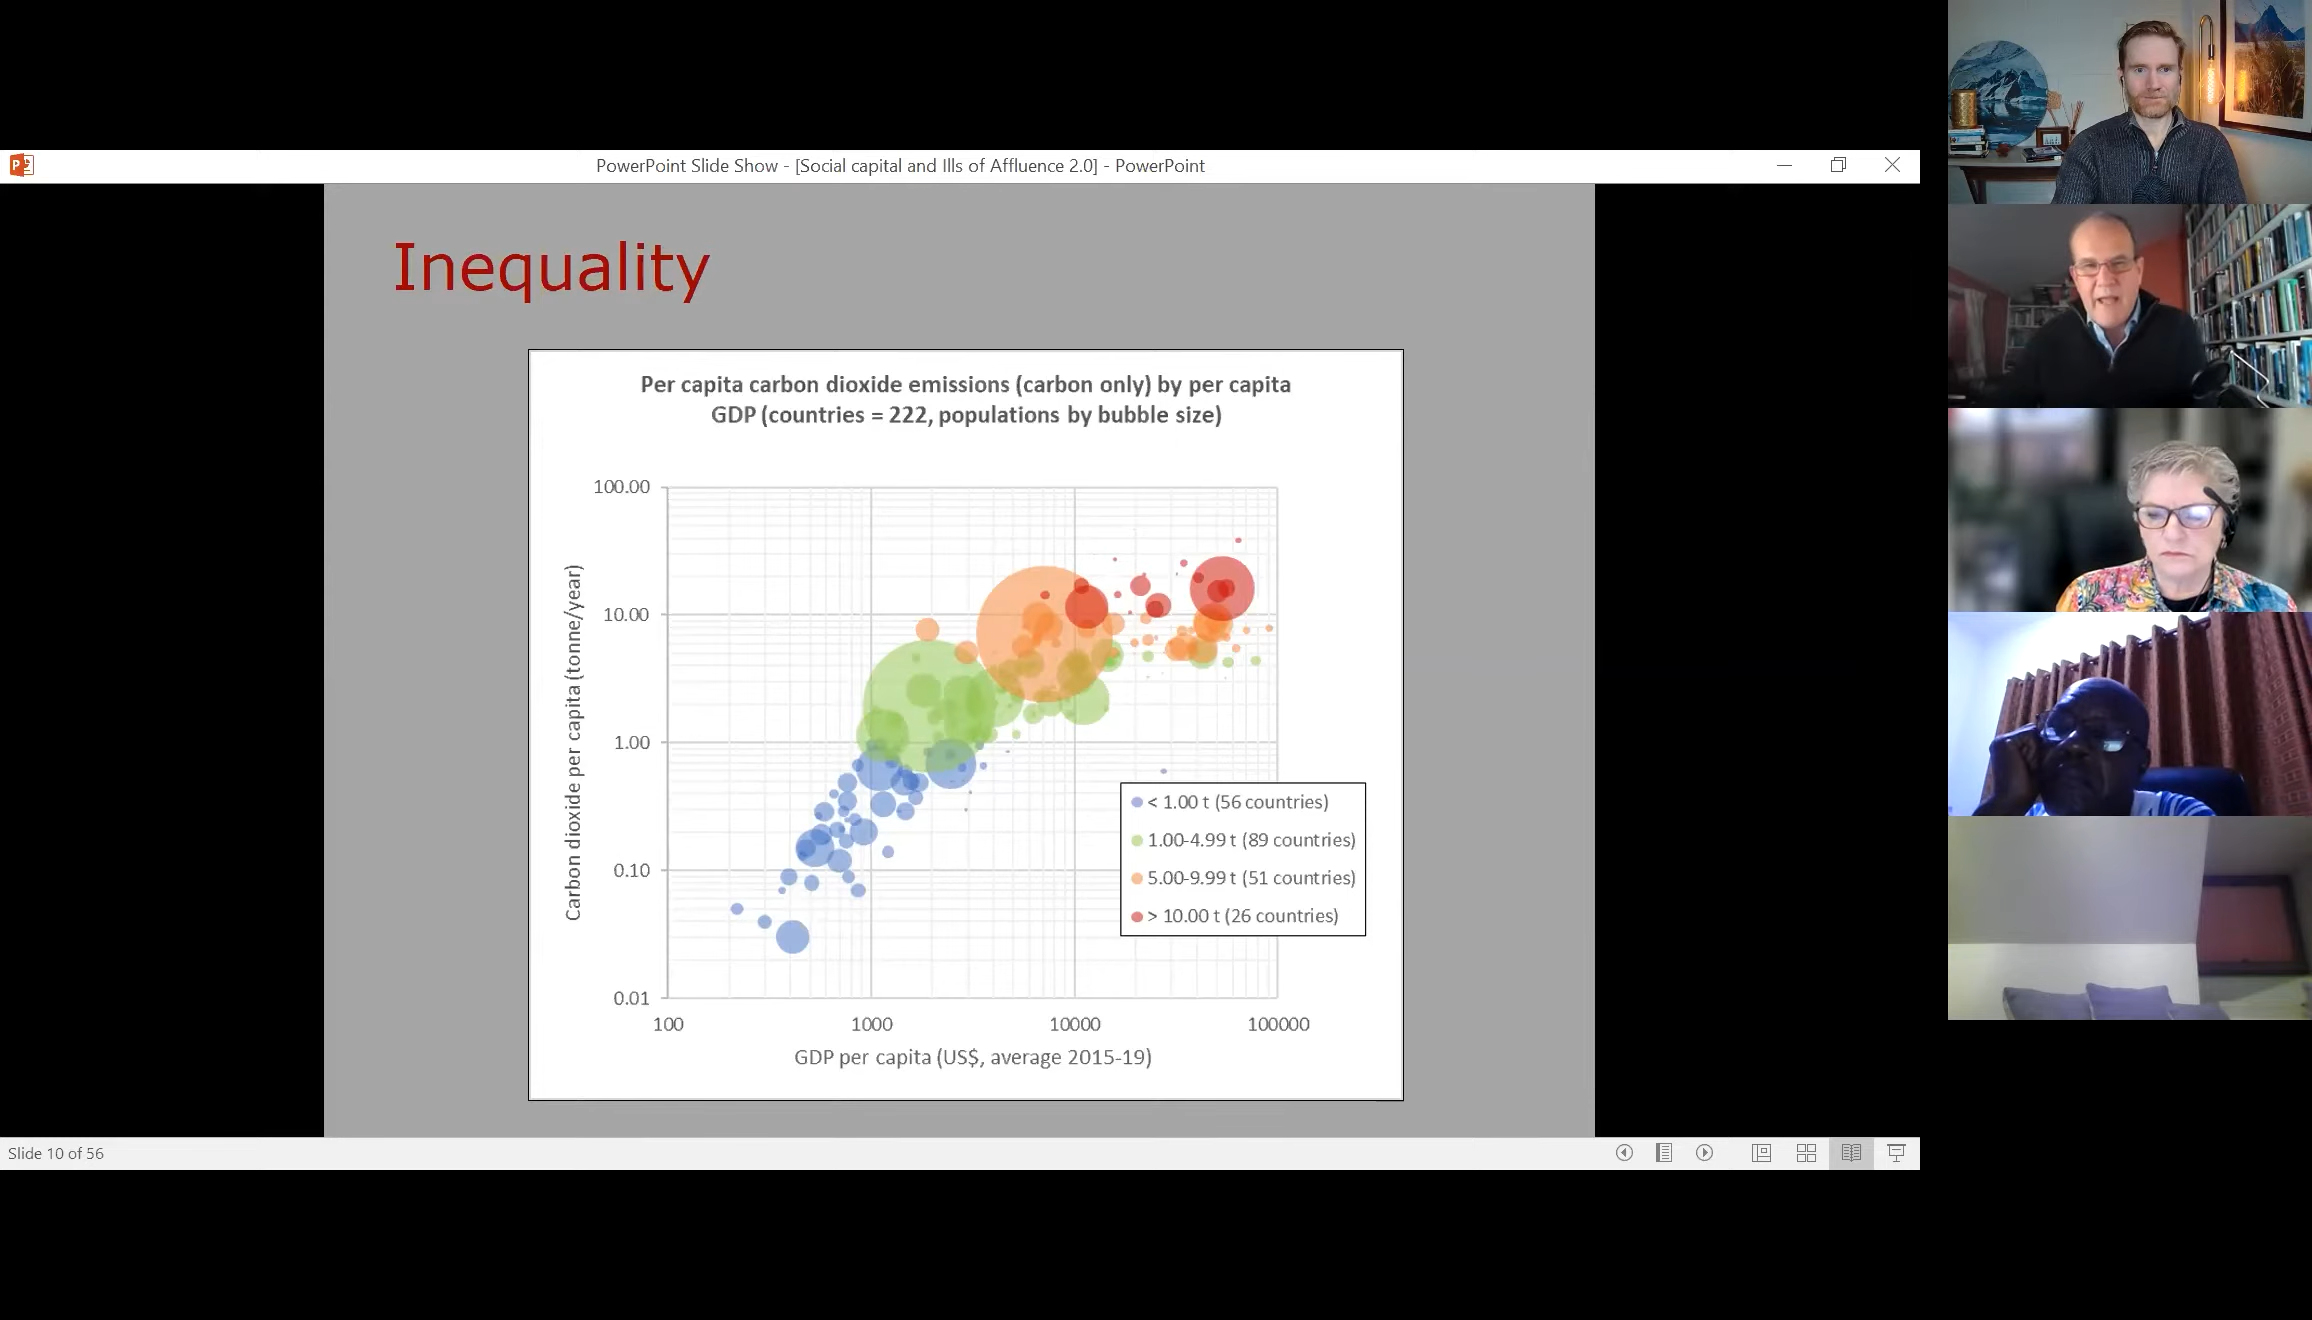 PowerPoint Slide Show - [Social capital and Ills of Affluence 2.0] - PowerPoint
Inequality
Per capita carbon dioxide emissions (carbon only) by per capita
GDP (countries = 222, populations by bubble size)
Carbon dioxide per capita (tonne/year)
100.00
10.00
1.00
0.10
0.01
100
1000
10000
100000
GDP per capita (US$, average 2015-19)
< 1.00 t (56 countries)
1.00-4.99 t (89 countries)
5.00-9.99 t (51 countries)
> 10.00 t (26 countries)
Slide 10 of 56